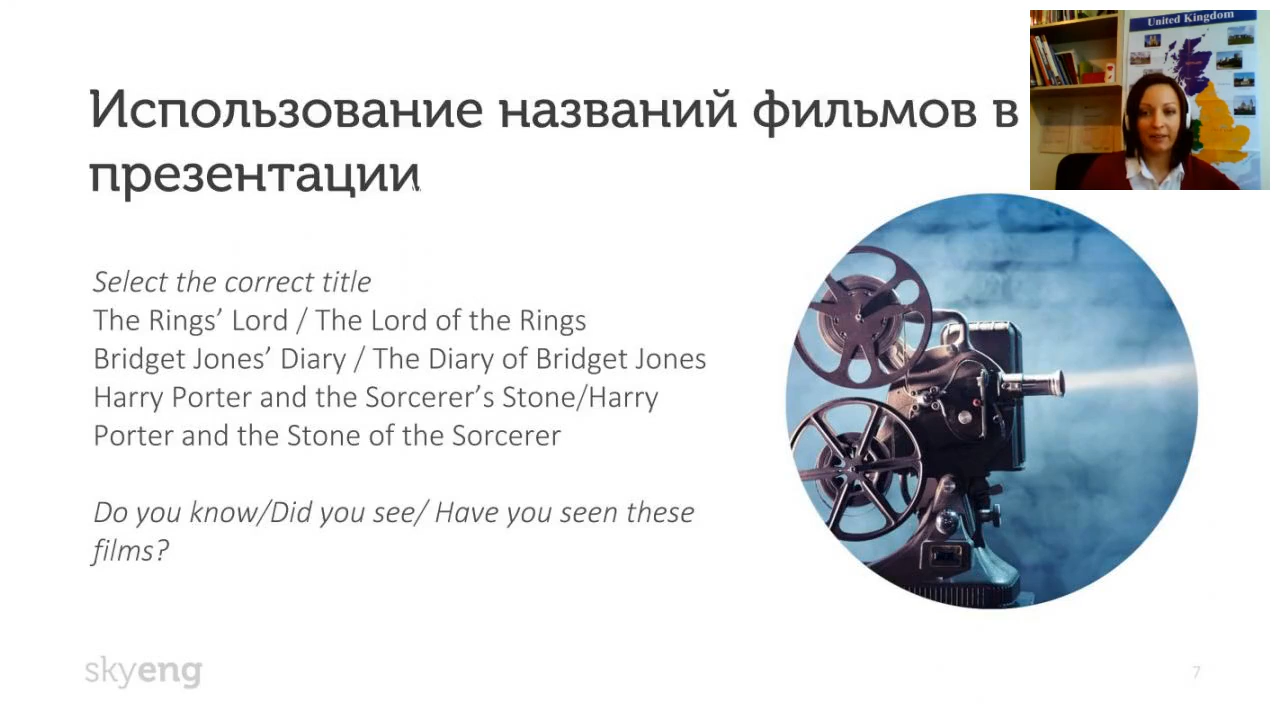 United Kingdom
Использование названий фильмов в
презентации
Select the correct title
The Rings’ Lord / The Lord of the Rings
Bridget Jones’ Diary / The Diary of Bridget Jones
Harry Porter and the Sorcerer’s Stone/Harry
Porter and the Stone of the Sorcerer
Do you know/Did you see/ Have you seen these
films?
skyeng
7